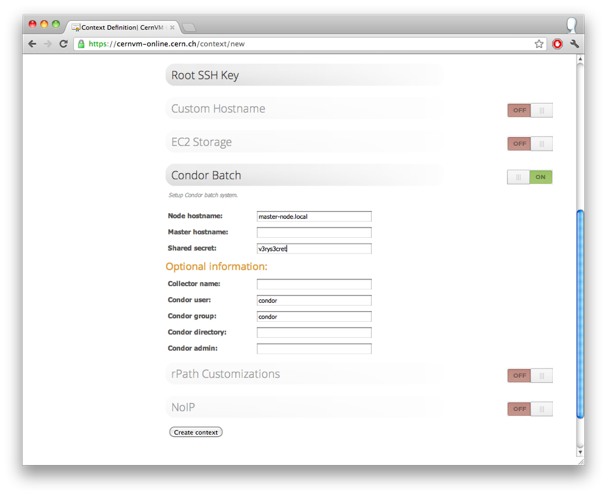 Context Definition| CernVM
https://cernvm-online.cern.ch/context/new
Root SSH Key
Custom Hostname OFF
EC2 Storage OFF
Condor Batch ON
Setup Condor batch system.
Node hostname: master-node.local
Master hostname:
Shared secret: v3rys3cret
Optional information:
Collector name:
Condor user: condor
Condor group: condor
Condor directory:
Condor admin:
rPath Customizations OFF
NoIP OFF
Create context